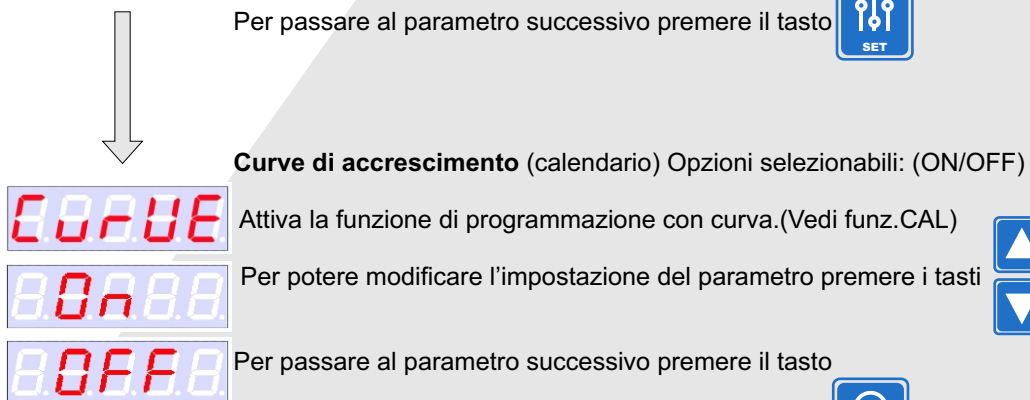 Per passare al parametro successivo premere il tasto
SET
Curve di accrescimento (calendario) Opzioni selezionabili: (ON/OFF)
CurUE
Attiva la funzione di programmazione con curva.(Vedi funz.CAL)
Per potere modificare l'impostazione del parametro premere i tasti
On
OFF
Per passare al parametro successivo premere il tasto